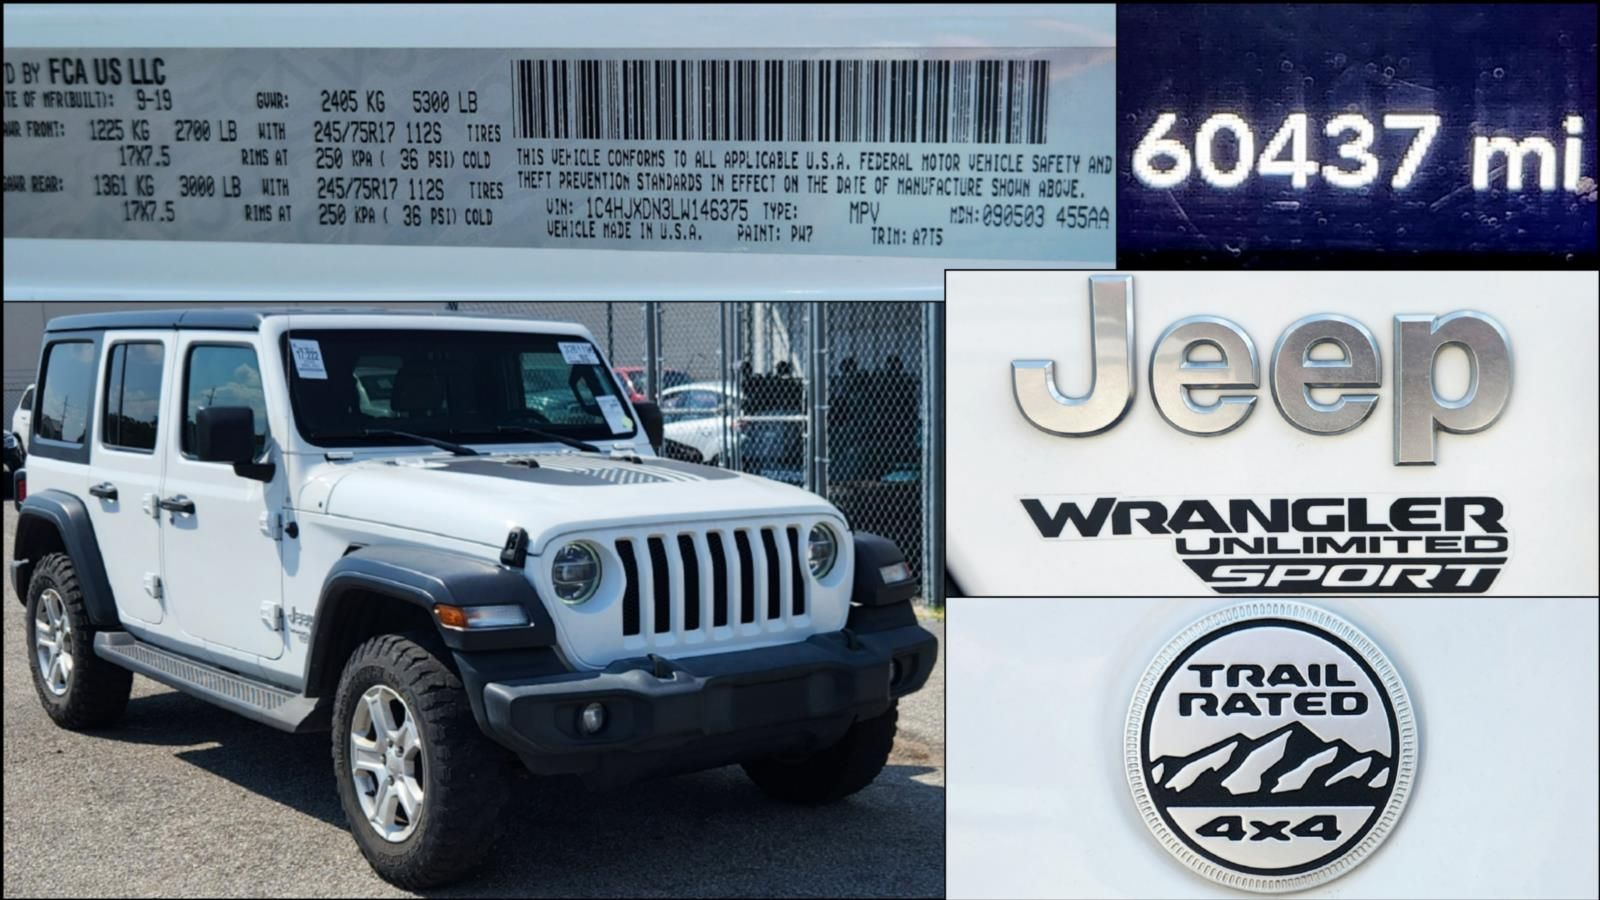 D BY FCA US LLC
TE OF MFR(BUILT): 9-19 GVWR: 2405 KG 5300 LB
AWR FRONT: 1225 KG 2700 LB WITH 245/75R17 112S TIRES
17X7.5 RIMS AT 250 KPA ( 36 PSI) COLD
GAWR REAR: 1361 KG 3000 LB WITH 245/75R17 112S TIRES
17X7.5 RIMS AT 250 KPA ( 36 PSI) COLD
THIS VEHICLE CONFORMS TO ALL APPLICABLE U.S.A. FEDERAL MOTOR VEHICLE SAFETY AND
THEFT PREVENTION STANDARDS IN EFFECT ON THE DATE OF MANUFACTURE SHOWN ABOVE.
VIN: 1C4HJXDN3LW146375 TYPE: MPV MDH: 090503 455AA
VEHICLE MADE IN U.S.A. PAINT: PW7 TRIM: A7T5
60437 mi
Jeep
WRANGLER
UNLIMITED
SPORT
17,222
Jeep
TRAIL
RATED
4x4